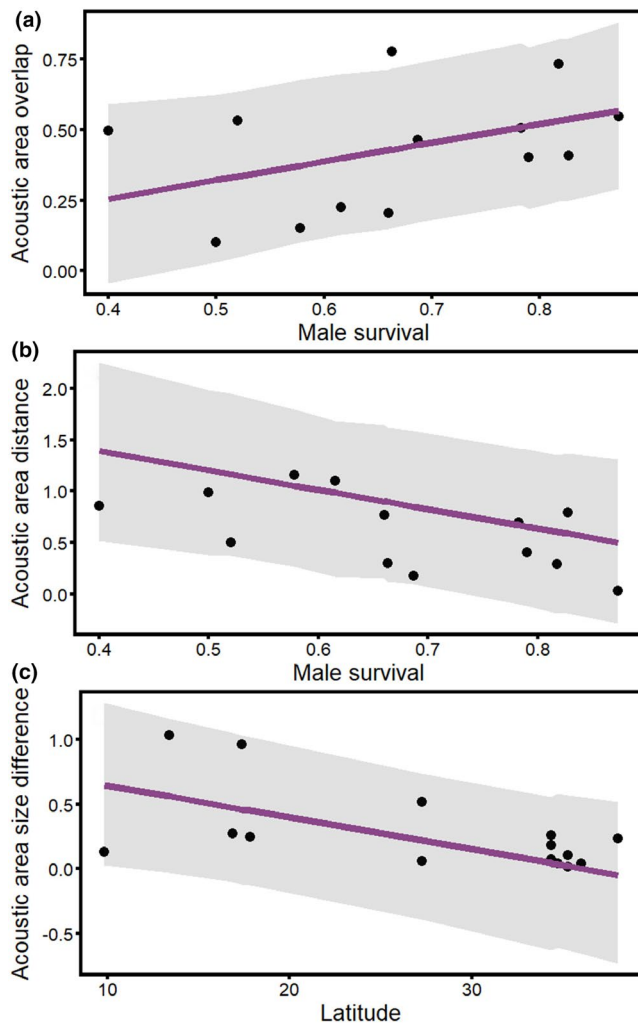 (a)
Acoustic area overlap
0.75
0.50
0.25
0.00
0.4 0.5 0.6 0.7 0.8
Male survival
(b)
Acoustic area distance
2.0
1.5
1.0
0.5
0.0
0.4 0.5 0.6 0.7 0.8
Male survival
(c)
Acoustic area size difference
1.0
0.5
0.0
-0.5
10 20 30
Latitude